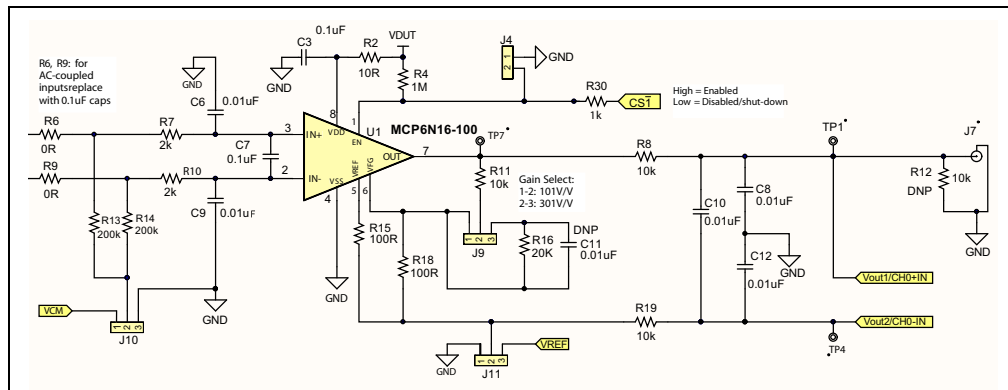 R6, R9: for
AC-coupled
inputsreplace
with 0.1uF caps
R6
0R
R9
0R
R7
2k
R10
2k
GND
C6
0.01uF
C7
0.1uF
C9
0.01uF
R13
200k
R14
200k
VCM
1 2 3
J10
GND
0.1uF
C3
GND
R2
10R
VDUT
R4
1M
8
1
VDD
EN
U1
MCP6N16-100
3
IN+
2
IN-
OUT
7
VSS
VREF
VFG
4
5
6
GND
J4
2 1
GND
R30
1k
CS1
High = Enabled
Low = Disabled/shut-down
TP7
R11
10k
Gain Select:
1-2: 101V/V
2-3: 301V/V
1 2 3
J9
R15
100R
R18
100R
R16
20K
DNP
C11
0.01uF
R8
10k
TP1
J7
R12
10k
DNP
GND
C10
0.01uF
C8
0.01uF
C12
0.01uF
GND
Vout1/CH0+IN
R19
10k
Vout2/CH0-IN
TP4
GND
1 2 3
J11
VREF